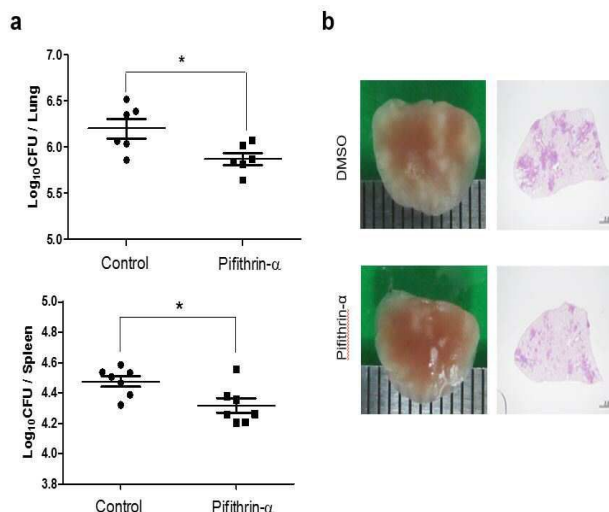 a
b
Log10CFU / Lung
7.0
6.5
6.0
5.5
5.0
*
Control
Pifithrin-α
Log10CFU / Spleen
5.0
4.8
4.6
4.4
4.2
4.0
3.8
*
Control
Pifithrin-α
DMSO
Pifithrin-α